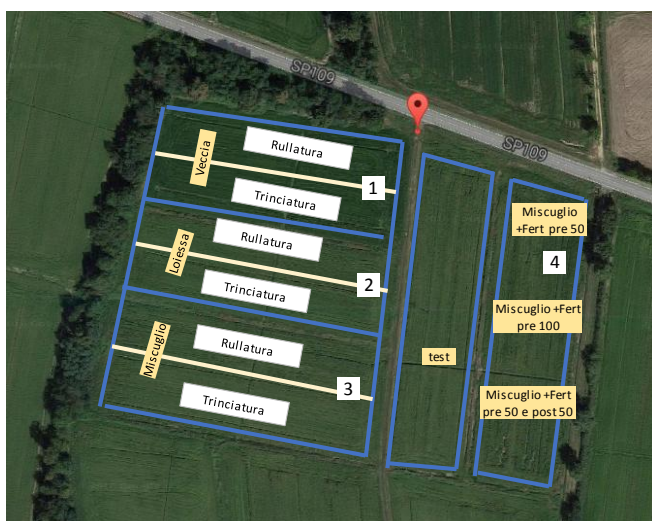 SP109
SP109
Veccia
Rullatura
Trinciatura
1
Loiessa
Rullatura
Trinciatura
2
Miscuglio
Rullatura
Trinciatura
3
test
Miscuglio
+Fert pre 50
4
Miscuglio +Fert
pre 100
Miscuglio +Fert
pre 50 e post 50